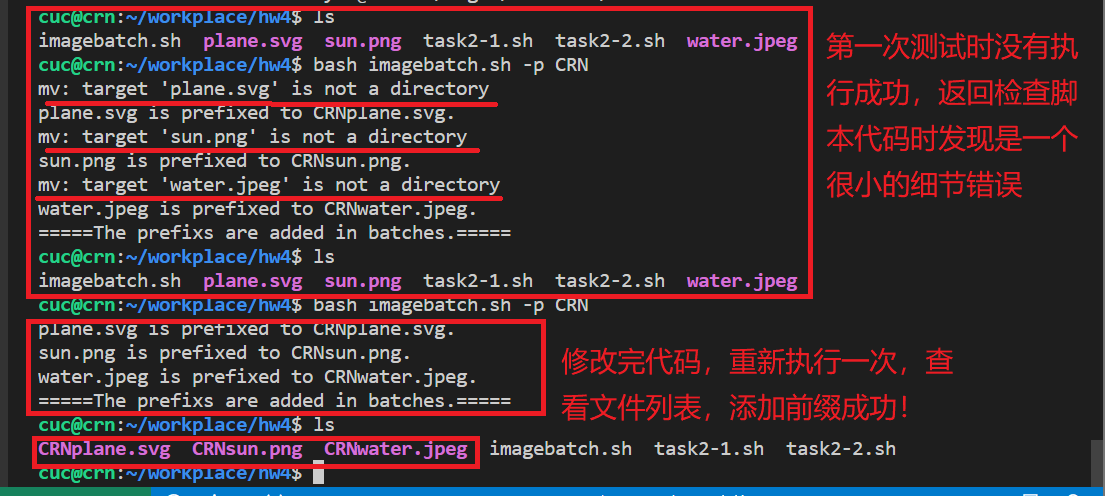 cuc@crn:~/workplace/hw4$ ls
imagebatch.sh plane.svg sun.png task2-1.sh task2-2.sh water.jpeg
cuc@crn:~/workplace/hw4$ bash imagebatch.sh -p CRN
mv: target 'plane.svg' is not a directory
plane.svg is prefixed to CRNplane.svg.
mv: target 'sun.png' is not a directory
sun.png is prefixed to CRNsun.png.
mv: target 'water.jpeg' is not a directory
water.jpeg is prefixed to CRNwater.jpeg.
=====The prefixs are added in batches.=====
cuc@crn:~/workplace/hw4$ ls
imagebatch.sh plane.svg sun.png task2-1.sh task2-2.sh water.jpeg
第一次测试时没有执
行成功，返回检查脚
本代码时发现是一个
很小的细节错误
cuc@crn:~/workplace/hw4$ bash imagebatch.sh -p CRN
plane.svg is prefixed to CRNplane.svg.
sun.png is prefixed to CRNsun.png.
water.jpeg is prefixed to CRNwater.jpeg.
=====The prefixs are added in batches.=====
修改完代码，重新执行一次，查
看文件列表，添加前缀成功！
cuc@crn:~/workplace/hw4$ ls
CRNplane.svg CRNsun.png CRNwater.jpeg imagebatch.sh task2-1.sh task2-2.sh
cuc@crn:~/workplace/hw4$